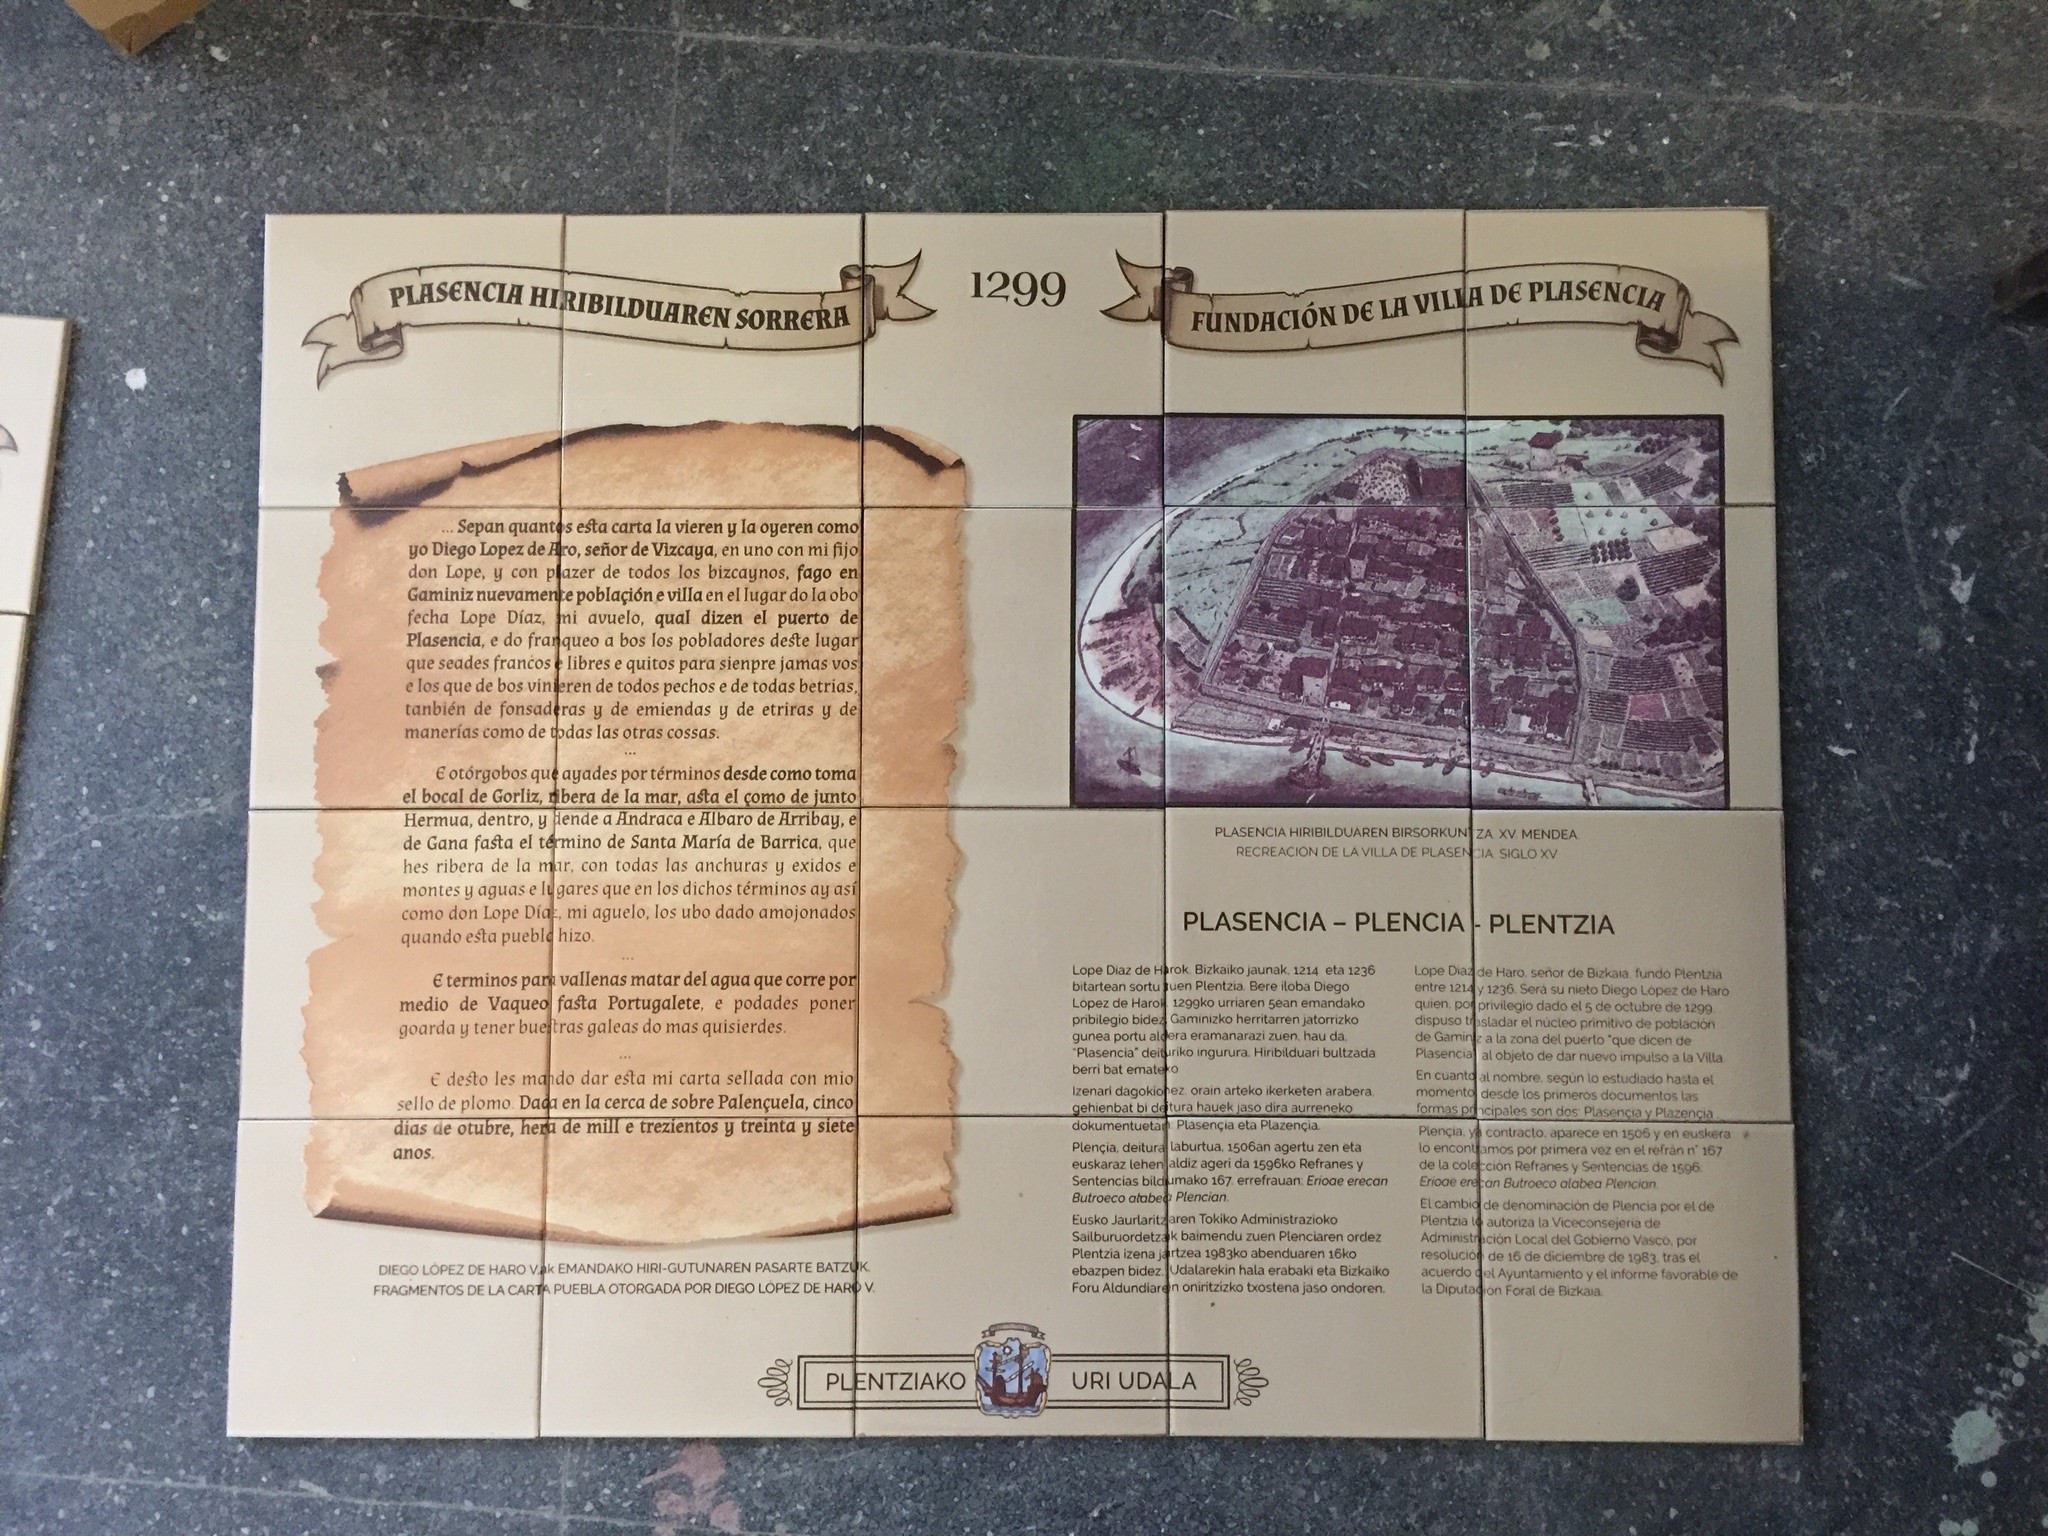 PLASENCIA HIRIBILDUAREN SORRERA
1299
FUNDACIÓN DE LA VILLA DE PLASENCIA
... Sepan quantos esta carta la vieren y la oyeren como
yo Diego Lopez de Aro, señor de Vizcaya, en uno con mi fijo
don Lope, y con plazer de todos los bizcaynos, fago en
Gaminiz nuevamente poblaçión e villa en el lugar do la obo
fecha Lope Díaz, mi avuelo, qual dizen el puerto de
Plasencia, e do franqueo a bos los pobladores deste lugar
que seades francos e libres e quitos para sienpre jamas vos
e los que de bos vinieren de todos pechos e de todas betrias,
tanbién de fonsaderas y de emiendas y de etriras y de
manerías como de todas las otras cossas.
...
E otórgobos que ayades por términos desde como toma
el bocal de Gorliz, ribera de la mar, asta el çomo de junto
Hermua, dentro, y dende a Andraca e Albaro de Arribay, e
de Gana fasta el término de Santa María de Barrica, que
hes ribera de la mar, con todas las anchuras y exidos e
montes y aguas e lugares que en los dichos términos ay así
como don Lope Díaz, mi aguelo, los ubo dado amojonados
quando esta puebla hizo.
...
E terminos para vallenas matar del agua que corre por
medio de Vaqueo fasta Portugalete, e podades poner
goarda y tener buestras galeas do mas quisierdes.
...
E desto les mando dar esta mi carta sellada con mio
sello de plomo. Dada en la cerca de sobre Palençuela, cinco
dias de otubre, hera de mill e trezientos y treinta y siete
anos.
DIEGO LÓPEZ DE HARO V.ak EMANDAKO HIRI-GUTUNAREN PASARTE BATZUK.
FRAGMENTOS DE LA CARTA PUEBLA OTORGADA POR DIEGO LÓPEZ DE HARO V.
PLASENCIA HIRIBILDUAREN BIRSORKUNTZA. XV. MENDEA
RECREACIÓN DE LA VILLA DE PLASENCIA. SIGLO XV
PLASENCIA – PLENCIA - PLENTZIA
Lope Diaz de Harok, Bizkaiko jaunak, 1214 eta 1236
bitartean sortu zuen Plentzia. Bere iloba Diego
López de Harok, 1299ko urriaren 5ean emandako
pribilegio bidez, Gaminizko herritarren jatorrizko
gunea portu aldera eramanarazi zuen, hau da,
"Plasencia" deituriko ingurura. Hiribilduari bultzada
berri bat emateko
Izenari dagokionez, orain arteko ikerketen arabera,
gehienbat bi deitura hauek jaso dira aurreneko
dokumentuetan: Plasençia eta Plazençia.
Plençia, deitura laburtua, 1506an agertu zen eta
euskaraz lehen aldiz ageri da 1596ko Refranes y
Sentencias bildumako 167. errefrauan: Erioae erecan
Butroeco alabea Plencian.
Eusko Jaurlaritzaren Tokiko Administrazioko
Sailburuordetzak baimendu zuen Plenciaren ordez
Plentzia izena jartzea 1983ko abenduaren 16ko
ebazpen bidez, Udalarekin hala erabaki eta Bizkaiko
Foru Aldundiaren oniritzizko txostena jaso ondoren.
Lope Diaz de Haro, señor de Bizkaia, fundó Plentzia
entre 1214 y 1236. Será su nieto Diego López de Haro
quien, por privilegio dado el 5 de octubre de 1299,
dispuso trasladar el núcleo primitivo de población
de Gaminiz a la zona del puerto "que dicen de
Plasencia" al objeto de dar nuevo impulso a la Villa.
En cuanto al nombre, según lo estudiado hasta el
momento, desde los primeros documentos las
formas principales son dos: Plasençia y Plazençia.
Plençia, ya contracto, aparece en 1506 y en euskera
lo encontramos por primera vez en el refrán nº 167
de la colección Refranes y Sentencias de 1596:
Erioae erecan Butroeco alabea Plencian.
El cambio de denominación de Plencia por el de
Plentzia lo autoriza la Viceconsejería de
Administración Local del Gobierno Vasco, por
resolución de 16 de diciembre de 1983, tras el
acuerdo del Ayuntamiento y el informe favorable de
la Diputación Foral de Bizkaia.
PLENTZIAKO URI UDALA